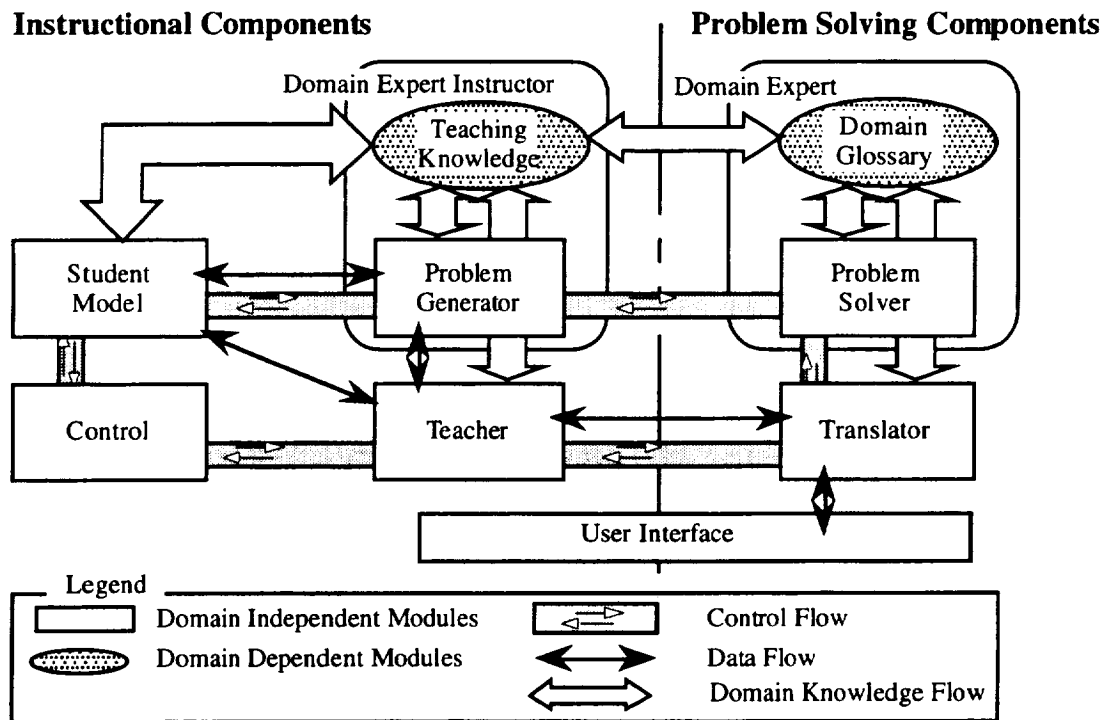 Instructional Components
Problem Solving Components
Domain Expert Instructor
Domain Expert
Teaching
Knowledge
Domain
Glossary
Student
Model
Problem
Generator
Problem
Solver
Control
Teacher
Translator
User Interface
Legend
Domain Independent Modules
Control Flow
Domain Dependent Modules
Data Flow
Domain Knowledge Flow